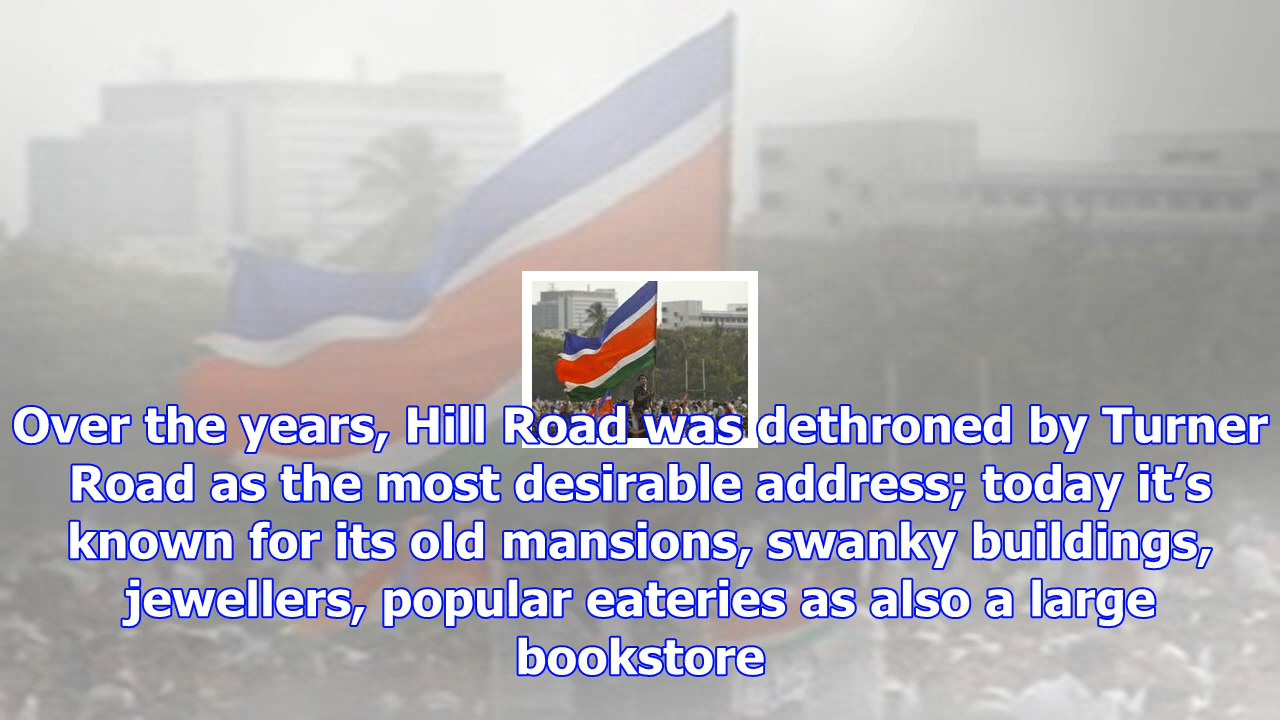 Over the years, Hill Road was dethroned by Turner
Road as the most desirable address; today it’s
known for its old mansions, swanky buildings,
jewellers, popular eateries as also a large
bookstore